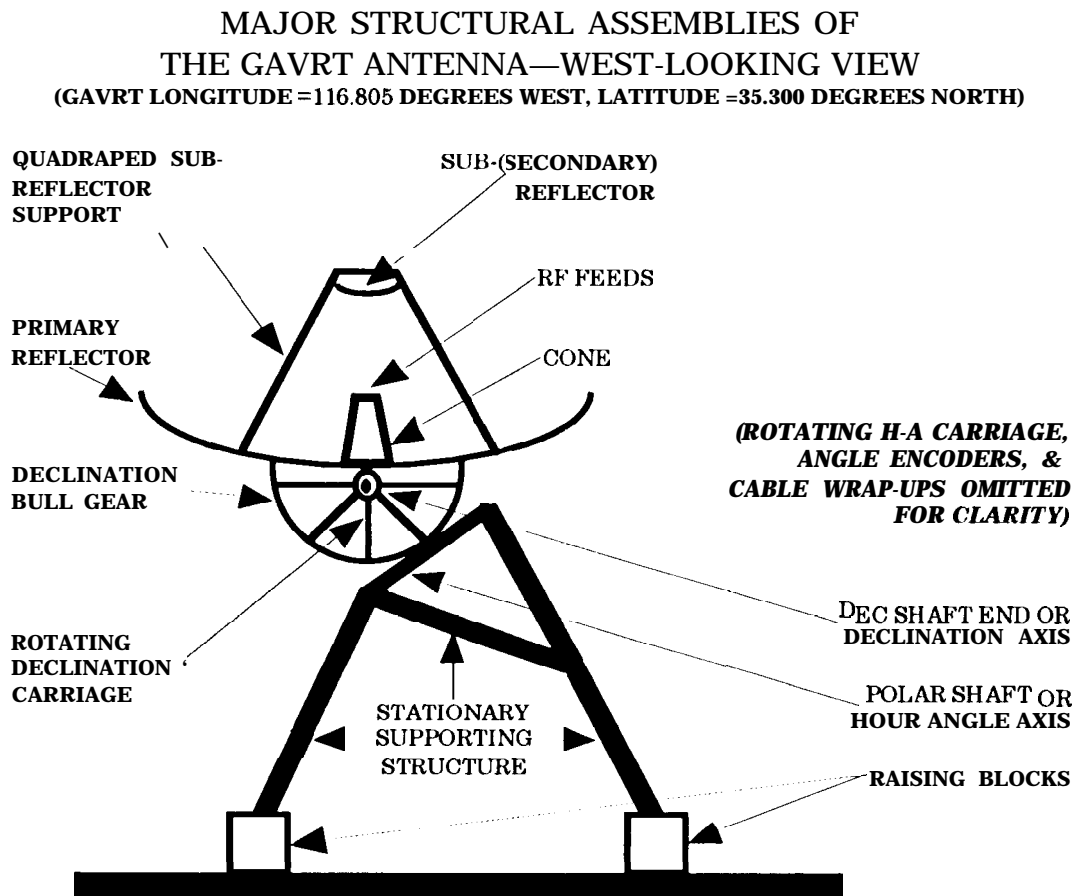 MAJOR STRUCTURAL ASSEMBLIES OF
THE GAVRT ANTENNA—WEST-LOOKING VIEW
(GAVRT LONGITUDE =116.805 DEGREES WEST, LATITUDE =35.300 DEGREES NORTH)
QUADRAPED SUB-
REFLECTOR
SUPPORT
SUB-(SECONDARY)
REFLECTOR
RF FEEDS
PRIMARY
REFLECTOR
CONE
(ROTATING H-A CARRIAGE,
ANGLE ENCODERS, &
CABLE WRAP-UPS OMITTED
FOR CLARITY)
DECLINATION
BULL GEAR
DEC SHAFT END OR
DECLINATION AXIS
ROTATING
DECLINATION
CARRIAGE
POLAR SHAFT OR
HOUR ANGLE AXIS
STATIONARY
SUPPORTING
STRUCTURE
RAISING BLOCKS